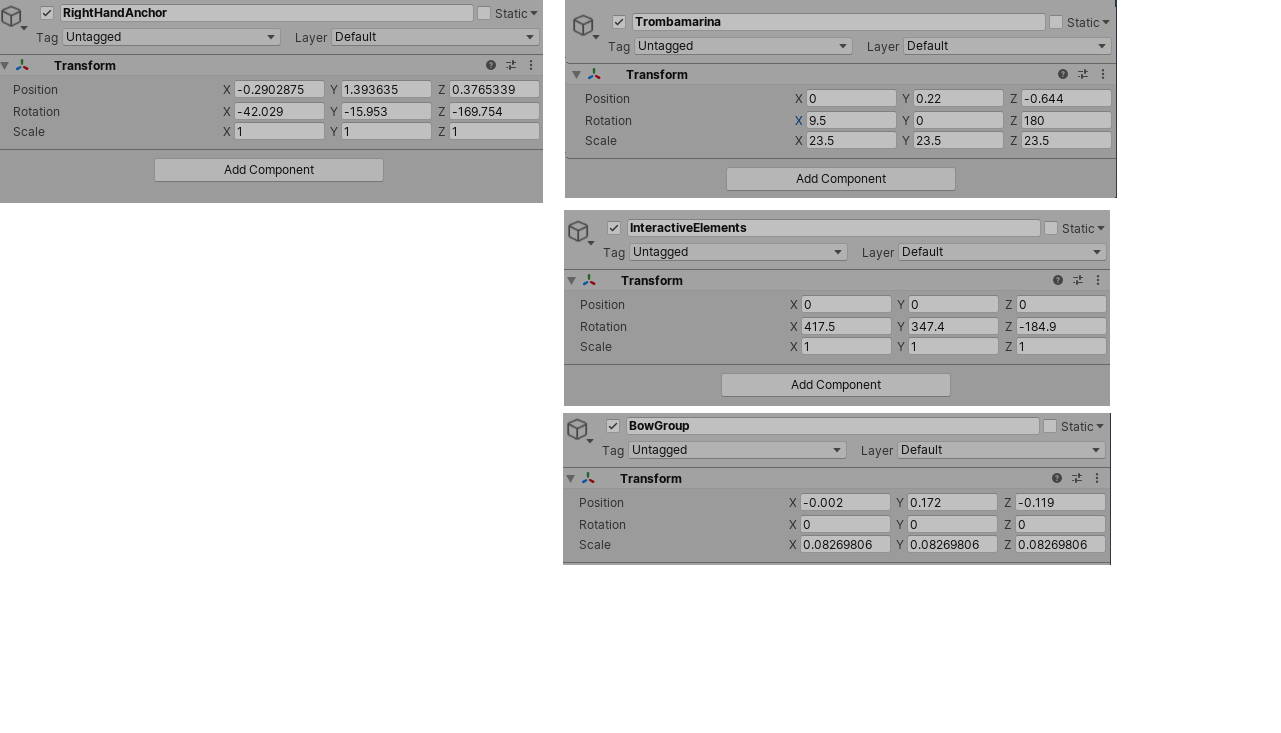 RightHandAnchor Static
Tag Untagged Layer Default
Transform
Position X -0.2902875 Y 1.393635 Z 0.3765339
Rotation X -42.029 Y -15.953 Z -169.754
Scale X 1 Y 1 Z 1
Add Component
Trombamarina Static
Tag Untagged Layer Default
Transform
Position X 0 Y 0.22 Z -0.644
Rotation X 9.5 Y 0 Z 180
Scale X 23.5 Y 23.5 Z 23.5
Add Component
InteractiveElements Static
Tag Untagged Layer Default
Transform
Position X 0 Y 0 Z 0
Rotation X 417.5 Y 347.4 Z -184.9
Scale X 1 Y 1 Z 1
Add Component
BowGroup Static
Tag Untagged Layer Default
Transform
Position X -0.002 Y 0.172 Z -0.119
Rotation X 0 Y 0 Z 0
Scale X 0.08269806 Y 0.08269806 Z 0.08269806